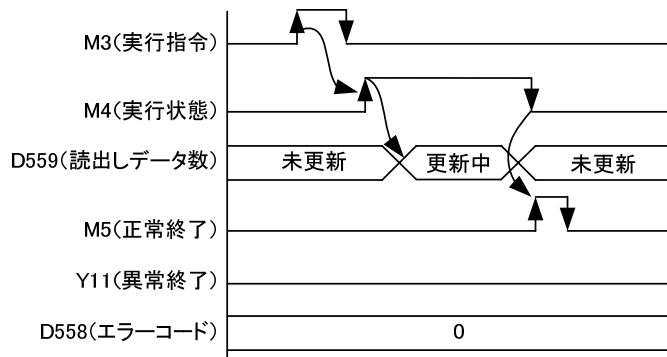 M3(実行指令)
M4(実行状態)
D559(読出しデータ数)
未更新 更新中 未更新
M5(正常終了)
Y11(異常終了)
D558(エラーコード)
0